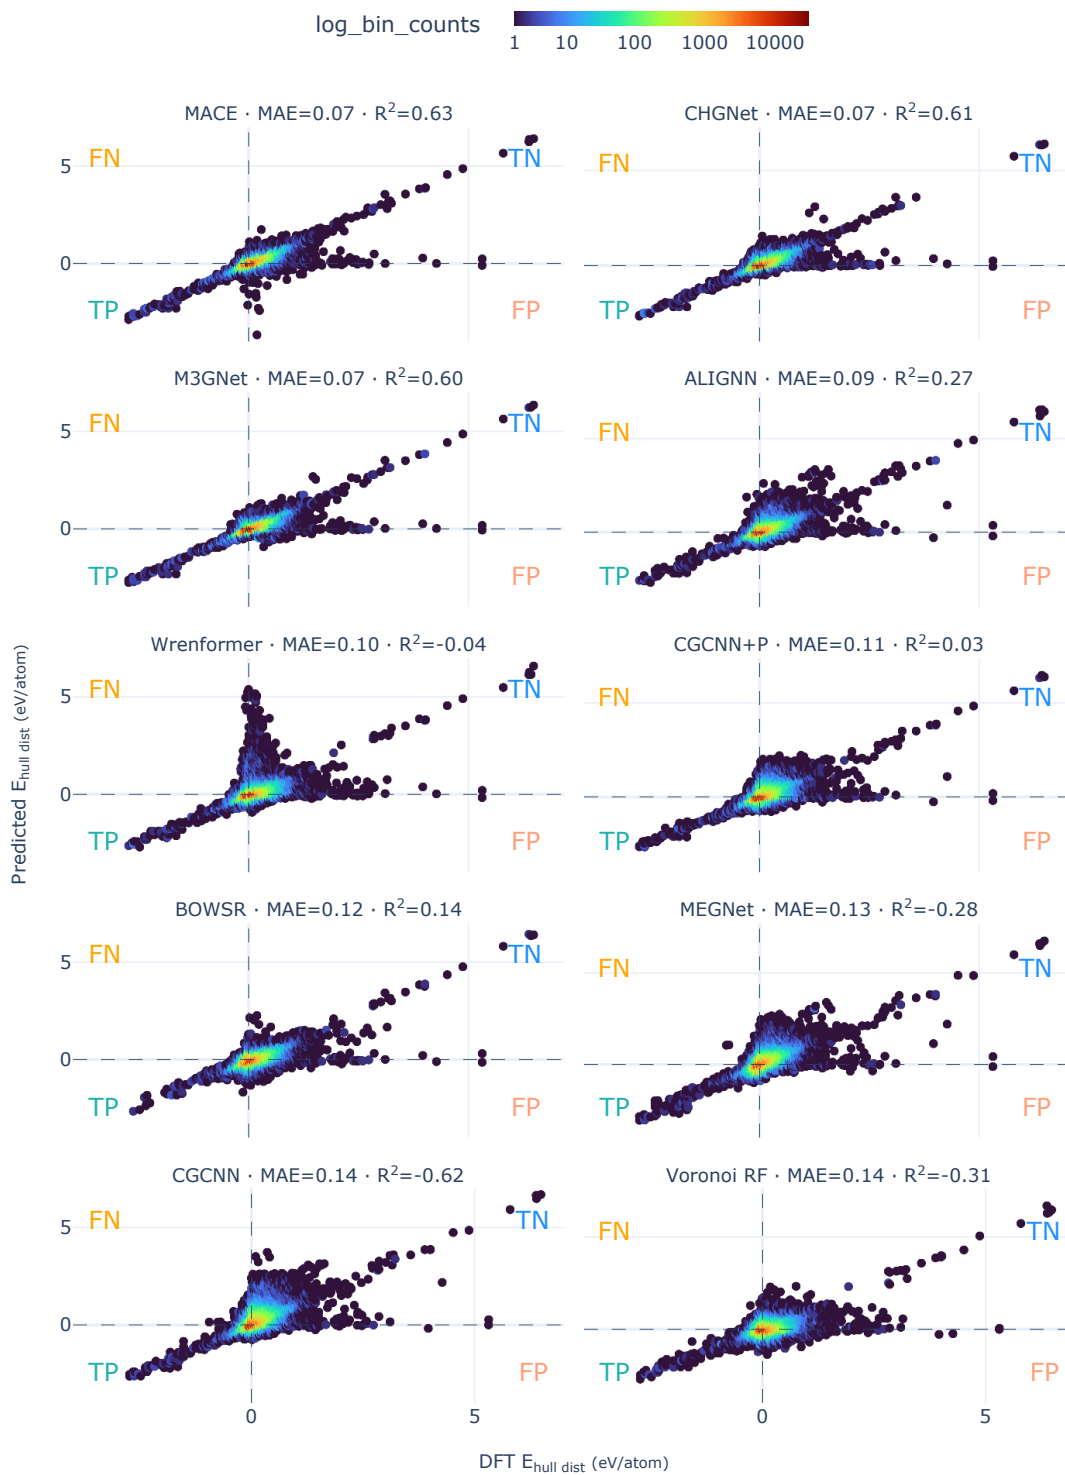 log_bin_counts
1 10 100 1000 10000
MACE · MAE=0.07 · R²=0.63
CHGNet · MAE=0.07 · R²=0.61
FN
TN
TP
FP
5
0
FN
TN
TP
FP
M3GNet · MAE=0.07 · R²=0.60
ALIGNN · MAE=0.09 · R²=0.27
FN
TN
TP
FP
5
0
FN
TN
TP
FP
Wrenformer · MAE=0.10 · R²=-0.04
CGCNN+P · MAE=0.11 · R²=0.03
FN
TN
TP
FP
5
0
FN
TN
TP
FP
Predicted E_hull dist (eV/atom)
BOWSR · MAE=0.12 · R²=0.14
MEGNet · MAE=0.13 · R²=-0.28
FN
TN
TP
FP
5
0
FN
TN
TP
FP
CGCNN · MAE=0.14 · R²=-0.62
Voronoi RF · MAE=0.14 · R²=-0.31
FN
TN
TP
FP
5
0
FN
TN
TP
FP
0 5
0 5
DFT E_hull dist (eV/atom)